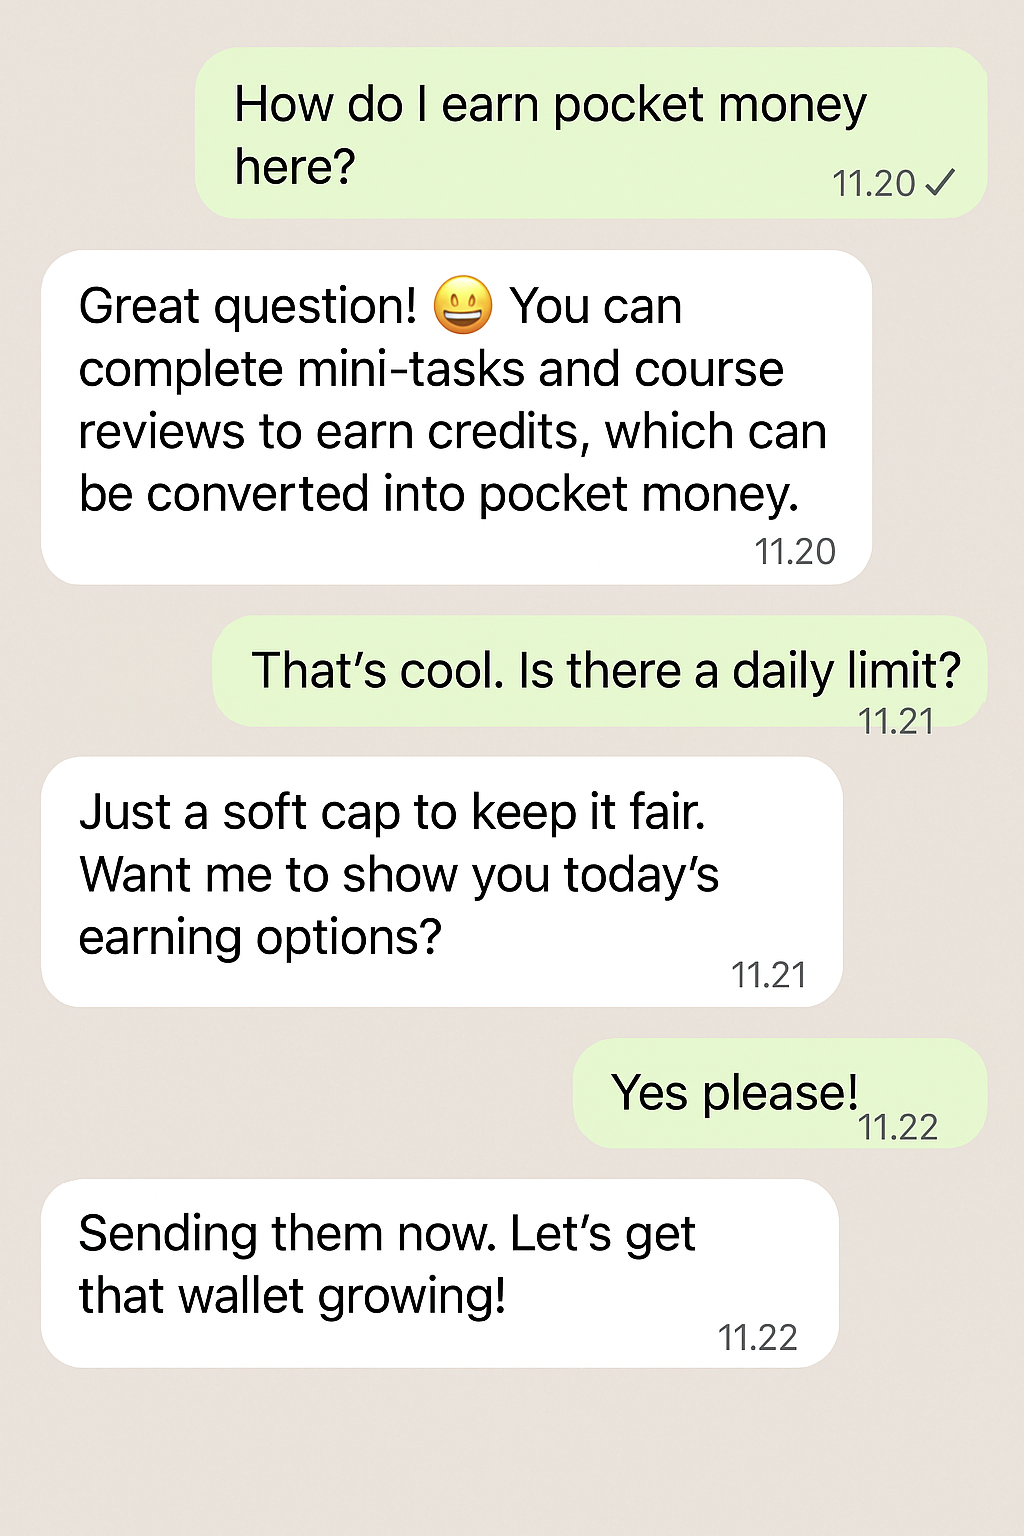 How do I earn pocket money
here?
11.20 ✓
Great question! 😀 You can
complete mini-tasks and course
reviews to earn credits, which can
be converted into pocket money.
11.20
That’s cool. Is there a daily limit?
11.21
Just a soft cap to keep it fair.
Want me to show you today’s
earning options?
11.21
Yes please!
11.22
Sending them now. Let’s get
that wallet growing!
11.22